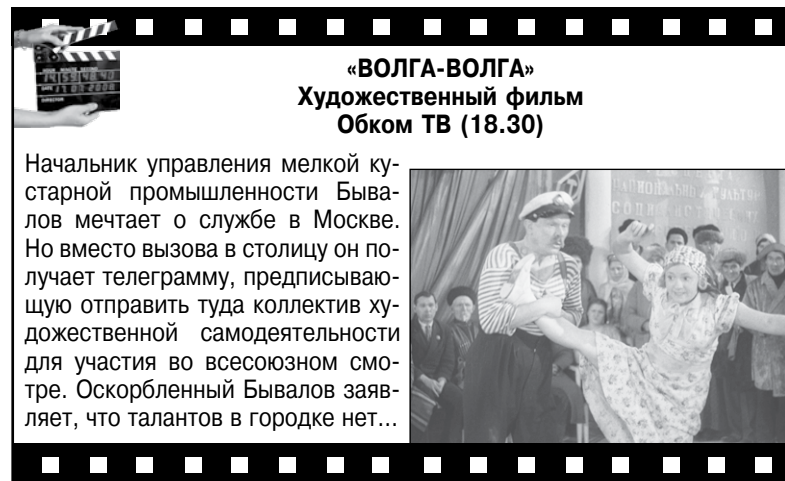 «ВОЛГА-ВОЛГА»
Художественный фильм
Обком ТВ (18.30)
Начальник управления мелкой ку-
старной промышленности Быва-
лов мечтает о службе в Москве.
Но вместо вызова в столицу он по-
лучает телеграмму, предписываю-
щую отправить туда коллектив ху-
дожественной самодеятельности
для участия во всесоюзном смо-
тре. Оскорбленный Бывалов заяв-
ляет, что талантов в городке нет...